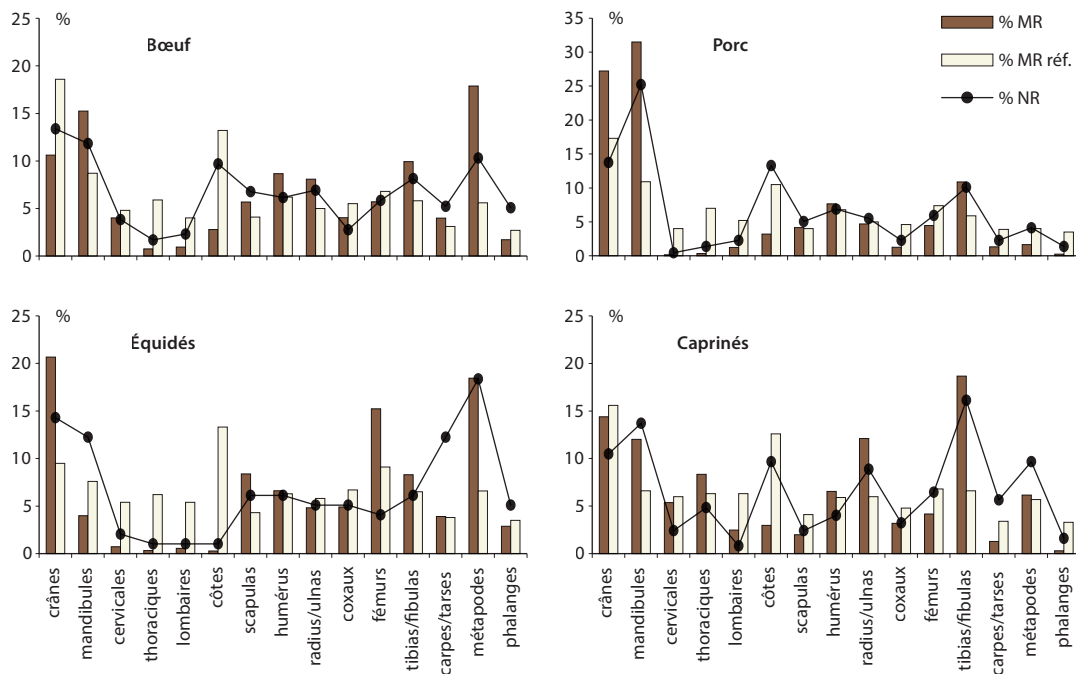 %
Bœuf
25
20
15
10
5
0
%
Porc
35
30
25
20
15
10
5
0
% MR
% MR réf.
% NR
%
Équidés
25
20
15
10
5
0
crânes
mandibules
cervicales
thoraciques
lombaires
côtes
scapulas
humérus
radius/ulnas
coxaux
fémurs
tibias/fibulas
carpes/tarses
métapodes
phalanges
%
Caprinés
25
20
15
10
5
0
crânes
mandibules
cervicales
thoraciques
lombaires
côtes
scapulas
humérus
radius/ulnas
coxaux
fémurs
tibias/fibulas
carpes/tarses
métapodes
phalanges